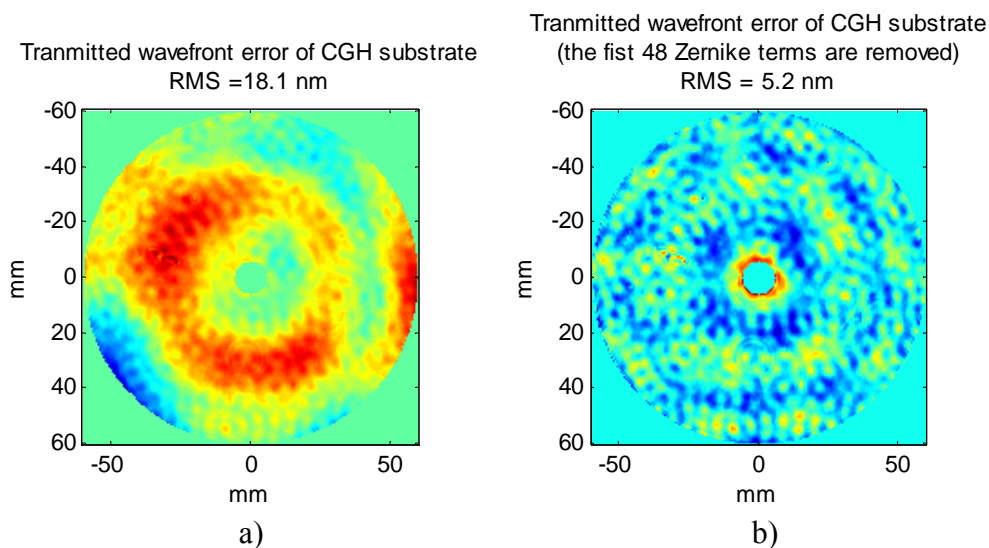 Tranmitted wavefront error of CGH substrate
RMS =18.1 nm
-60
-40
-20
0
20
40
60
mm
-50
0
50
mm
a)
Tranmitted wavefront error of CGH substrate
(the fist 48 Zernike terms are removed)
RMS = 5.2 nm
-60
-40
-20
0
20
40
60
mm
-50
0
50
mm
b)